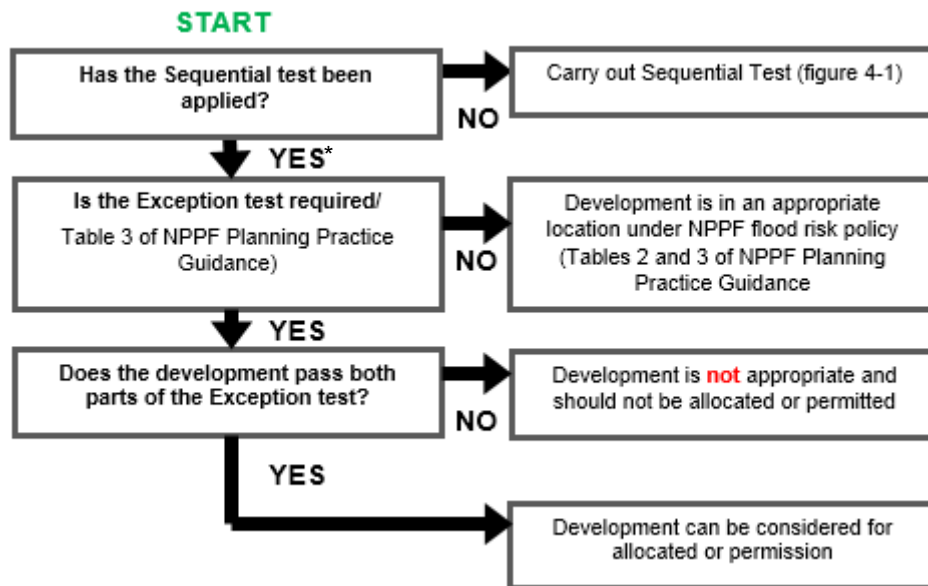 START
Has the Sequential test been
applied?
Carry out Sequential Test (figure 4-1)
NO
YES*
Is the Exception test required/
Table 3 of NPPF Planning Practice
Guidance)
Development is in an appropriate
location under NPPF flood risk policy
(Tables 2 and 3 of NPPF Planning
Practice Guidance
NO
YES
Does the development pass both
parts of the Exception test?
Development is not appropriate and
should not be allocated or permitted
NO
YES
Development can be considered for
allocated or permission